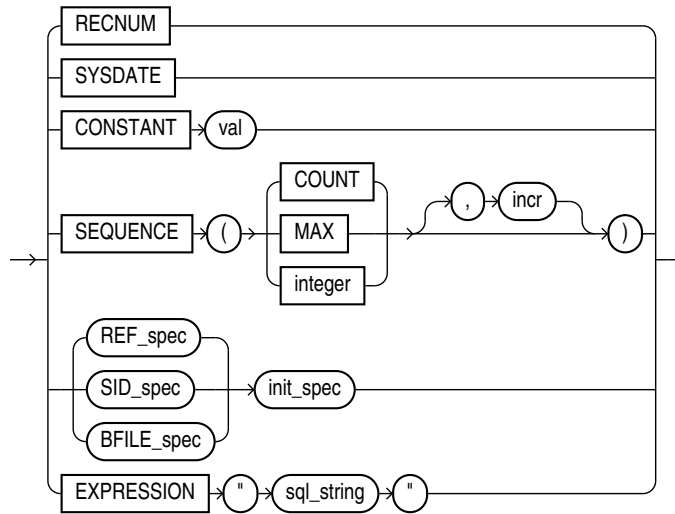 RECNUM
SYSDATE
CONSTANT val
COUNT
, incr
SEQUENCE ( MAX )
integer
REF_spec
SID_spec init_spec
BFILE_spec
EXPRESSION " sql_string "